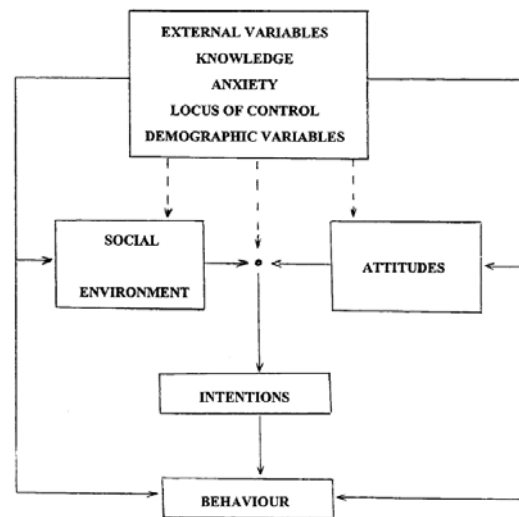 EXTERNAL VARIABLES
KNOWLEDGE
ANXIETY
LOCUS OF CONTROL
DEMOGRAPHIC VARIABLES
SOCIAL
ENVIRONMENT
ATTITUDES
INTENTIONS
BEHAVIOUR